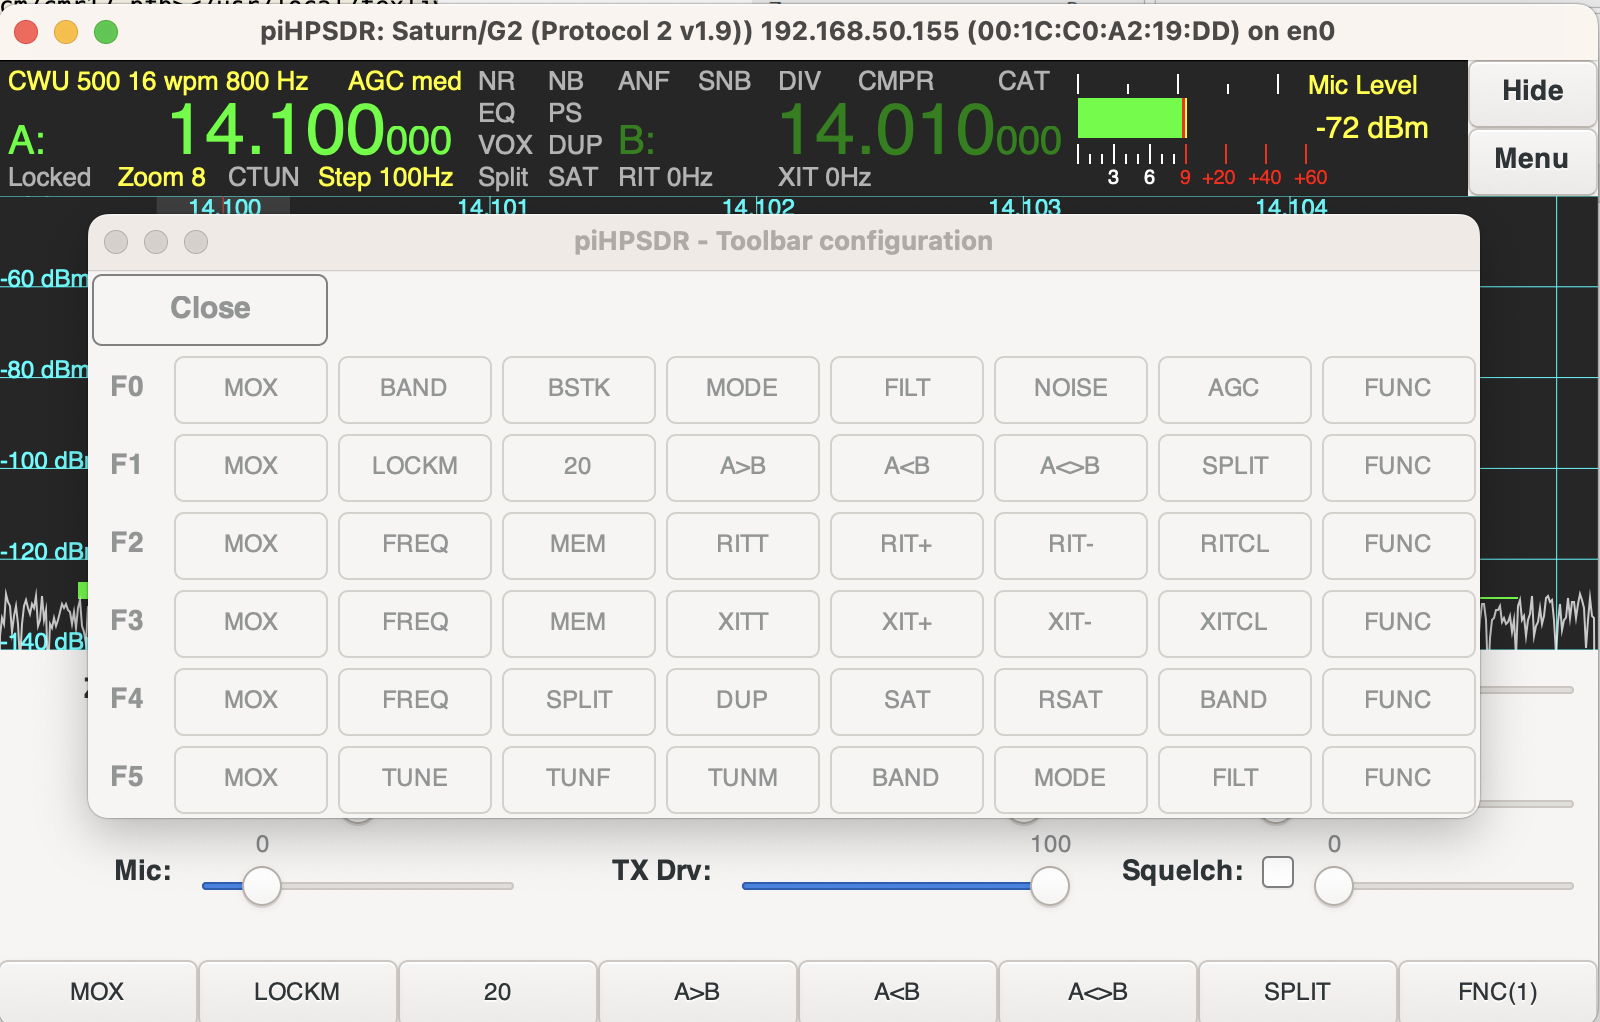 piHPSDR: Saturn/G2 (Protocol 2 v1.9)) 192.168.50.155 (00:1C:C0:A2:19:DD) on en0
CWU 500 16 wpm 800 Hz AGC med NR NB ANF SNB DIV CMPR CAT Mic Level Hide
EQ PS
A: 14.100000 VOX DUP B: 14.010000 -72 dBm
Locked Zoom 8 CTUN Step 100Hz Split SAT RIT 0Hz XIT 0Hz 3 6 9 +20 +40 +60 Menu
14.100 14.101 14.102 14.103 14.104
piHPSDR - Toolbar configuration
-60 dBm
Close
-80 dBm
F0 MOX BAND BSTK MODE FILT NOISE AGC FUNC
-100 dB
F1 MOX LOCKM 20 A>B A<B A<>B SPLIT FUNC
-120 dB
F2 MOX FREQ MEM RITT RIT+ RIT- RITCL FUNC
-140 dB
F3 MOX FREQ MEM XITT XIT+ XIT- XITCL FUNC
F4 MOX FREQ SPLIT DUP SAT RSAT BAND FUNC
F5 MOX TUNE TUNF TUNM BAND MODE FILT FUNC
0 100 0
Mic: TX Drv: Squelch:
MOX LOCKM 20 A>B A<B A<>B SPLIT FNC(1)